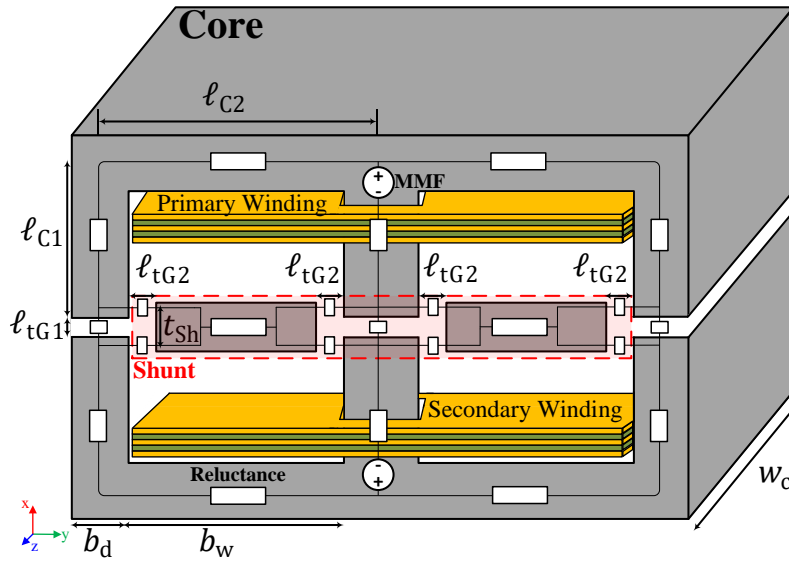 Core
ℓC2
+
-
MMF
Primary Winding
ℓC1
ℓtG2
ℓtG2
ℓtG2
ℓtG2
ℓtG1
tSh
Shunt
Secondary Winding
+
-
Reluctance
wc
x
y
z
bd
bw